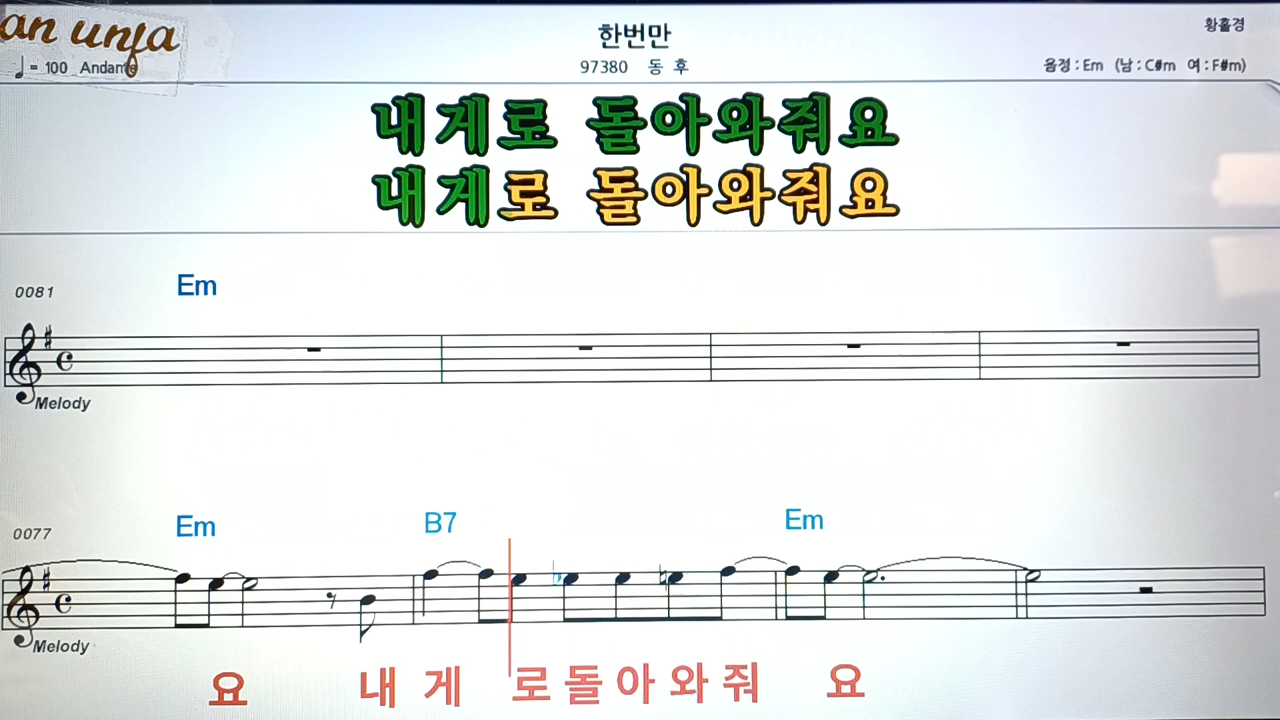 an unfa
한번만
황홀경
♩= 100 Andante
97380 동 후
음정 : Em (남 : C#m 여 : F#m)
내게로 돌아와줘요
내게로 돌아와줘요
0081
Em
Melody
0077
Em B7 Em
Melody
요 내 게 로 돌 아 와 줘 요